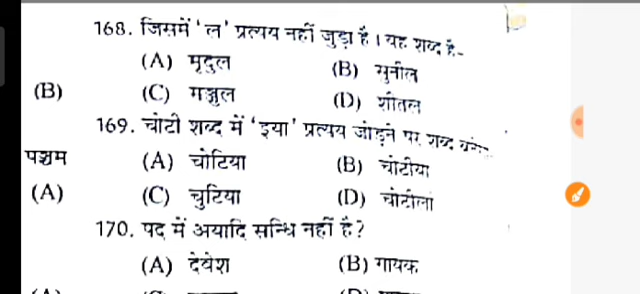 168. जिसमें 'ल' प्रत्यय नहीं जुड़ा है। यह शब्द है-
(A) मृदुल (B) सुनील
(B) (C) मञ्जुल (D) शीतल
169. चोटी शब्द में 'इया' प्रत्यय जोड़ने पर शब्द
पञ्चम (A) चोटिया (B) चोटीया
(A) (C) चुटिया (D) चोटीला
170. पद में अयादि सन्धि नहीं है?
(A) देवेश (B) गायक